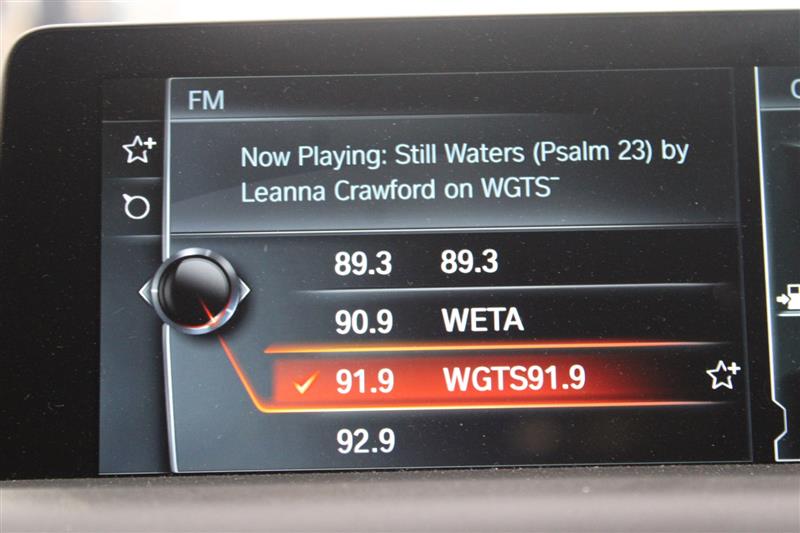 FM
Now Playing: Still Waters (Psalm 23) by
Leanna Crawford on WGTS¯
89.3 89.3
90.9 WETA
91.9 WGTS91.9
92.9